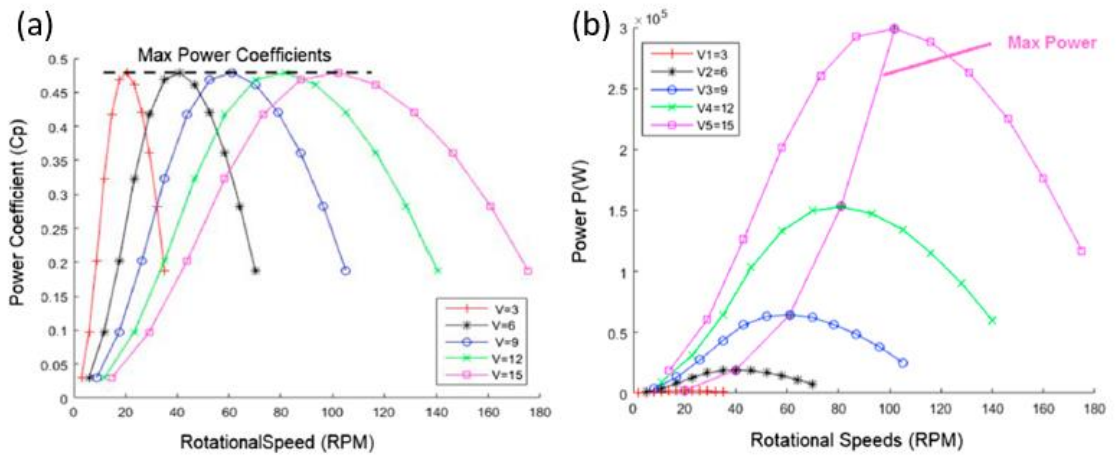 (a)
Max Power Coefficients
Power Coefficient (Cp)
0.5
0.45
0.4
0.35
0.3
0.25
0.2
0.15
0.1
0.05
0
0 20 40 60 80 100 120 140 160 180
RotationalSpeed (RPM)
V=3
V=6
V=9
V=12
V=15
(b)
× 10⁵
Max Power
V1=3
V2=6
V3=9
V4=12
V5=15
Power P(W)
3
2.5
2
1.5
1
0.5
0
0 20 40 60 80 100 120 140 160 180
Rotational Speeds (RPM)